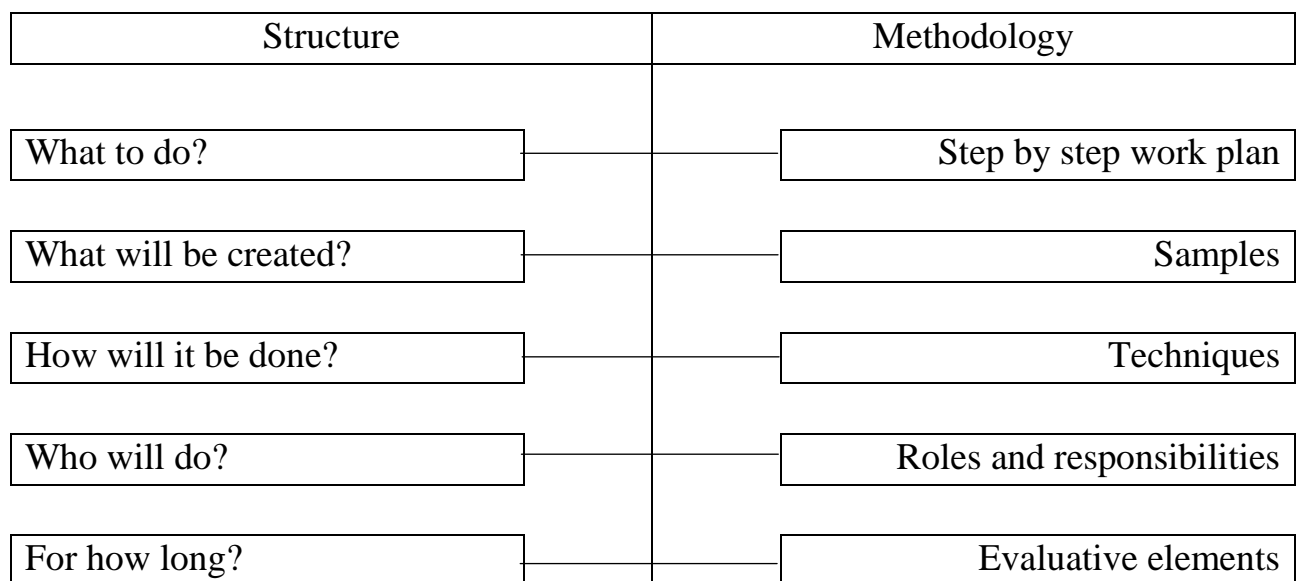 Structure
Methodology
What to do?
Step by step work plan
What will be created?
Samples
How will it be done?
Techniques
Who will do?
Roles and responsibilities
For how long?
Evaluative elements